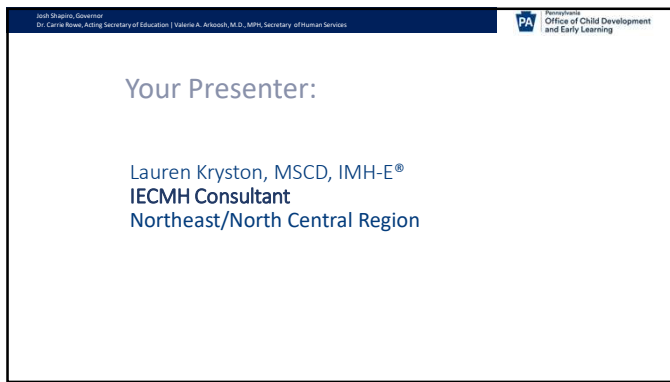 Josh Shapiro, Governor
Dr. Carrie Rowe, Acting Secretary of Education | Valerie A. Arkoosh, M.D., MPH, Secretary of Human Services
PA
Pennsylvania
Office of Child Development
and Early Learning
Your Presenter:
Lauren Kryston, MSCD, IMH-E®
IECMH Consultant
Northeast/North Central Region